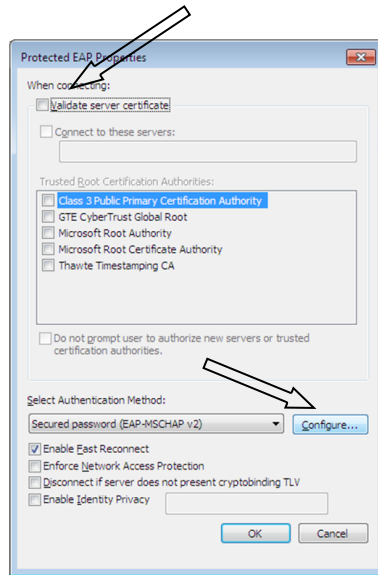 Protected EAP Properties
When connecting:
Validate server certificate
Connect to these servers:
Trusted Root Certification Authorities:
Class 3 Public Primary Certification Authority
GTE CyberTrust Global Root
Microsoft Root Authority
Microsoft Root Certificate Authority
Thawte Timestamping CA
Do not prompt user to authorize new servers or trusted
certification authorities.
Select Authentication Method:
Secured password (EAP-MSCHAP v2) Configure...
Enable Fast Reconnect
Enforce Network Access Protection
Disconnect if server does not present cryptobinding TLV
Enable Identity Privacy
OK Cancel